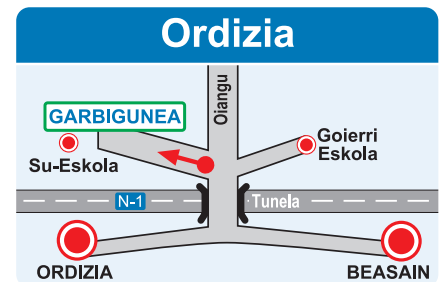 Ordizia
Oiangu
GARBIGUNEA
Su-Eskola
Goierri
Eskola
N-1
Tunela
ORDIZIA
BEASAIN